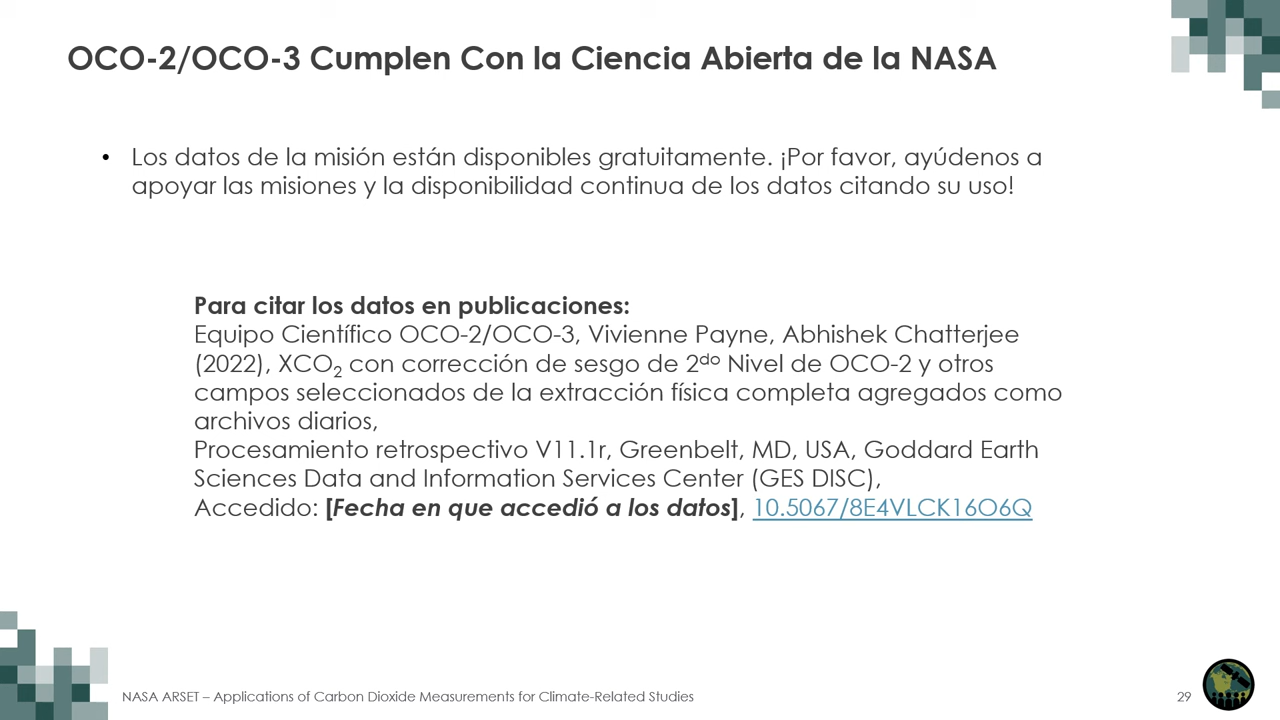 OCO-2/OCO-3 Cumplen Con la Ciencia Abierta de la NASA
• Los datos de la misión están disponibles gratuitamente. ¡Por favor, ayúdenos a
apoyar las misiones y la disponibilidad continua de los datos citando su uso!
Para citar los datos en publicaciones:
Equipo Científico OCO-2/OCO-3, Vivienne Payne, Abhishek Chatterjee
(2022), XCO₂ con corrección de sesgo de 2ᵈᵒ Nivel de OCO-2 y otros
campos seleccionados de la extracción física completa agregados como
archivos diarios,
Procesamiento retrospectivo V11.1r, Greenbelt, MD, USA, Goddard Earth
Sciences Data and Information Services Center (GES DISC),
Accedido: [Fecha en que accedió a los datos], 10.5067/8E4VLCK16O6Q
NASA ARSET – Applications of Carbon Dioxide Measurements for Climate-Related Studies
29